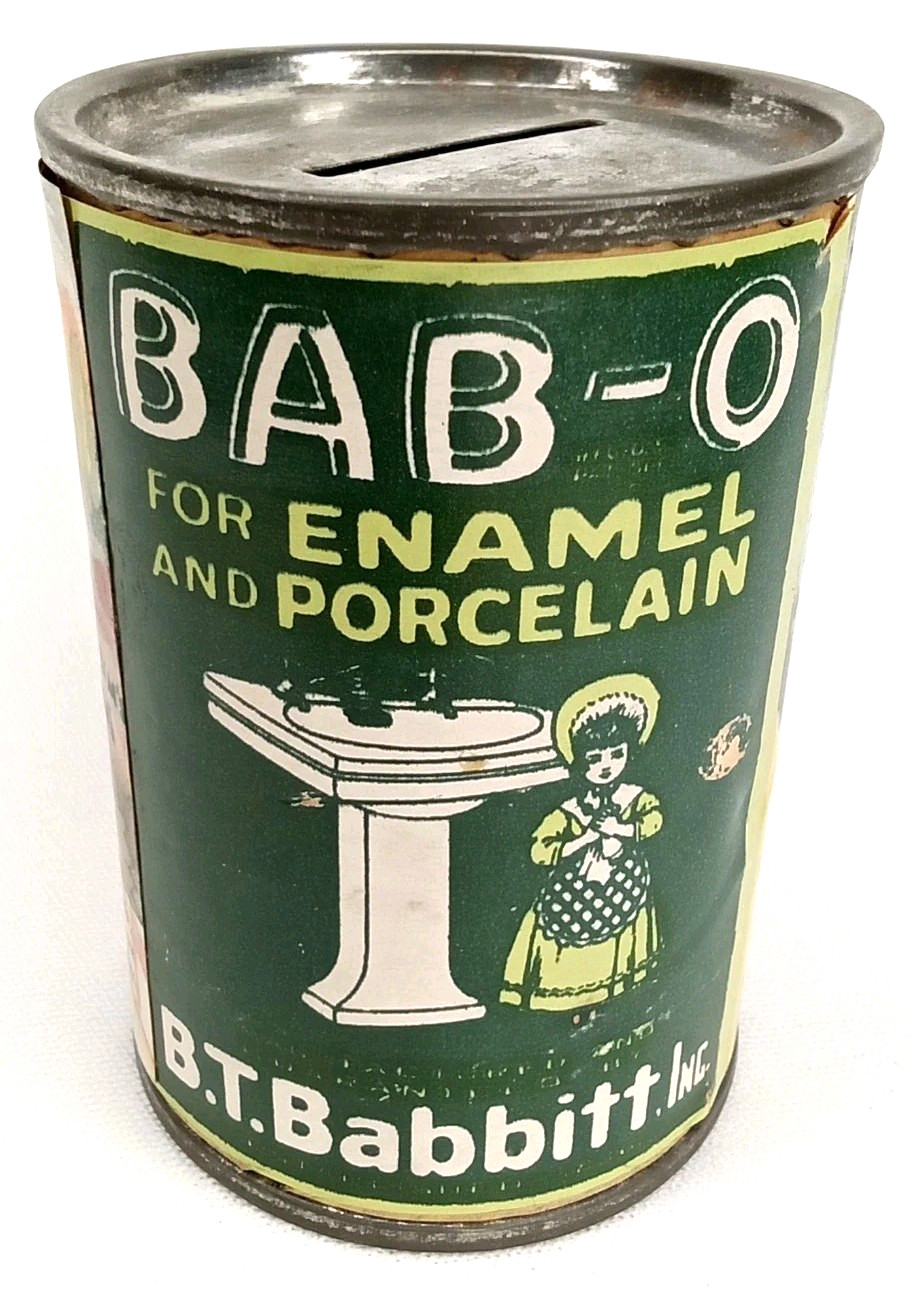 BAB-O
FOR ENAMEL
AND PORCELAIN
B.T. Babbitt, INC.